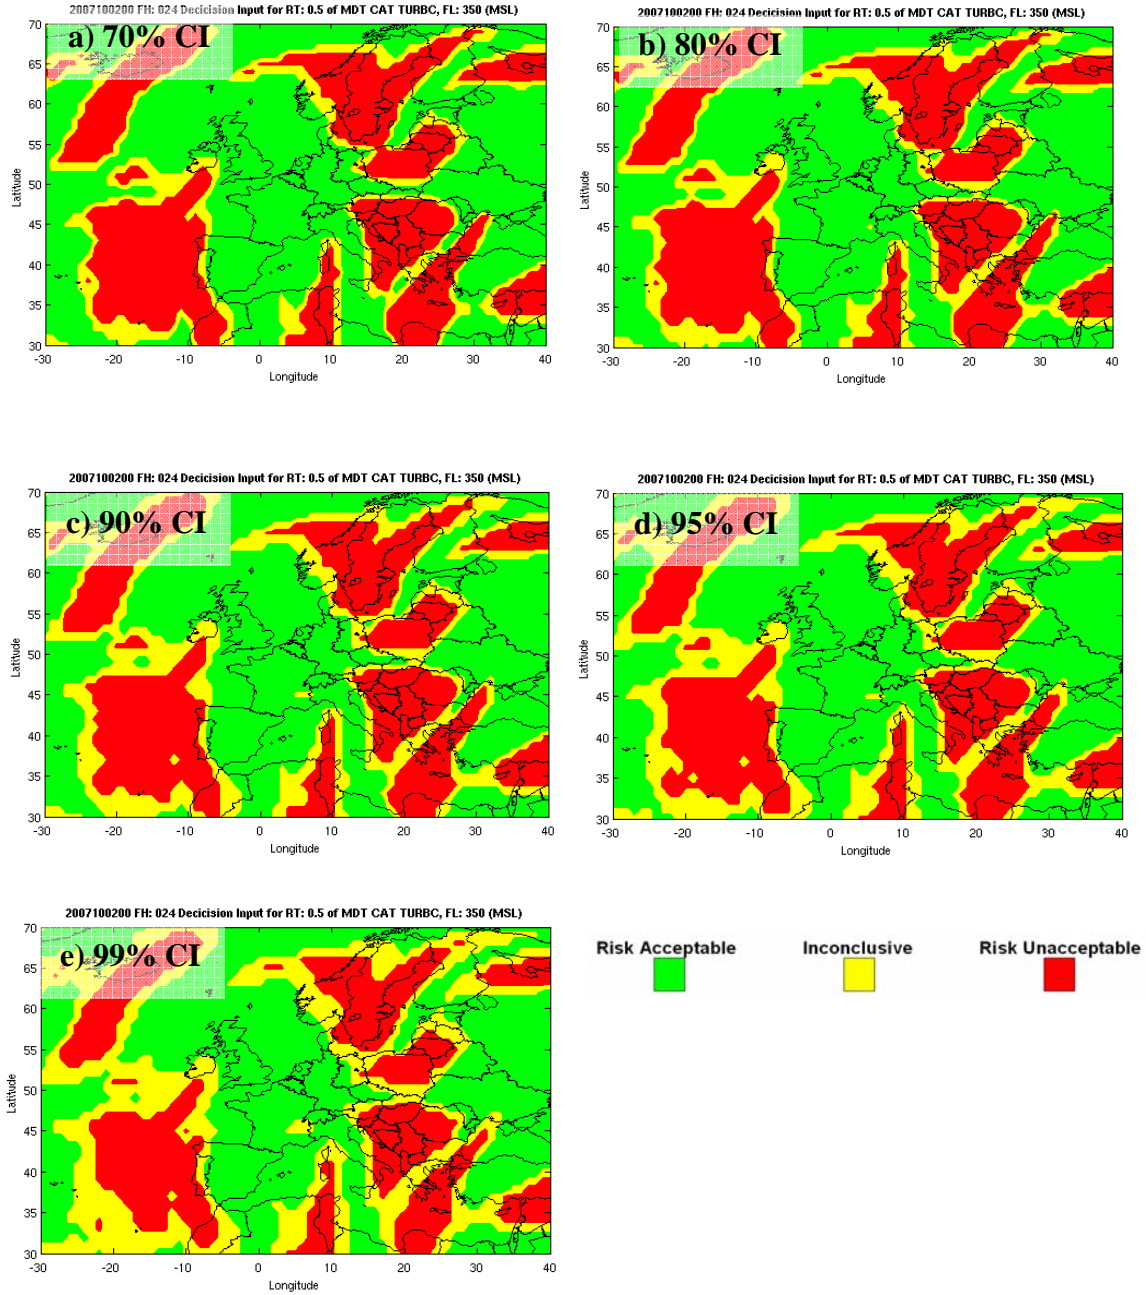 2007100200 FH: 024 Decicision Input for RT: 0.5 of MDT CAT TURBC, FL: 350 (MSL)
a) 70% CI
70
65
60
55
50
45
40
35
30
Latitude
-30 -20 -10 0 10 20 30 40
Longitude
2007100200 FH: 024 Decicision Input for RT: 0.5 of MDT CAT TURBC, FL: 350 (MSL)
b) 80% CI
70
65
60
55
50
45
40
35
30
Latitude
-30 -20 -10 0 10 20 30 40
Longitude
2007100200 FH: 024 Decicision Input for RT: 0.5 of MDT CAT TURBC, FL: 350 (MSL)
c) 90% CI
70
65
60
55
50
45
40
35
30
Latitude
-30 -20 -10 0 10 20 30 40
Longitude
2007100200 FH: 024 Decicision Input for RT: 0.5 of MDT CAT TURBC, FL: 350 (MSL)
d) 95% CI
70
65
60
55
50
45
40
35
30
Latitude
-30 -20 -10 0 10 20 30 40
Longitude
2007100200 FH: 024 Decicision Input for RT: 0.5 of MDT CAT TURBC, FL: 350 (MSL)
e) 99% CI
70
65
60
55
50
45
40
35
30
Latitude
-30 -20 -10 0 10 20 30 40
Longitude
Risk Acceptable Inconclusive Risk Unacceptable